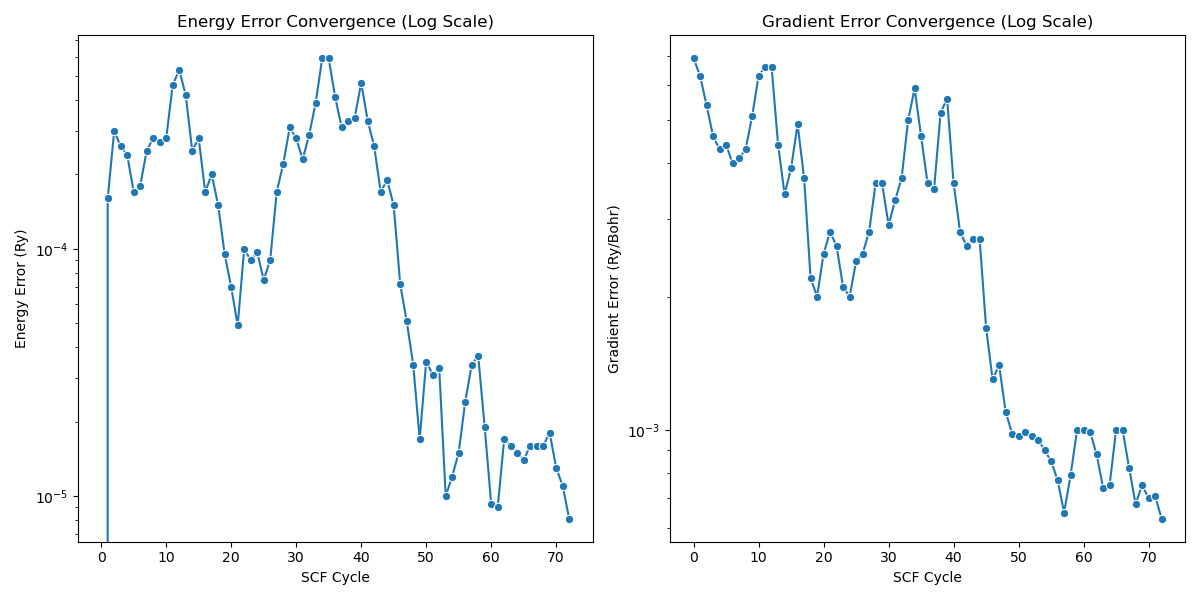 Energy Error Convergence (Log Scale)
Energy Error (Ry)
10⁻⁴
10⁻⁵
0 10 20 30 40 50 60 70
SCF Cycle
Gradient Error Convergence (Log Scale)
Gradient Error (Ry/Bohr)
10⁻³
0 10 20 30 40 50 60 70
SCF Cycle